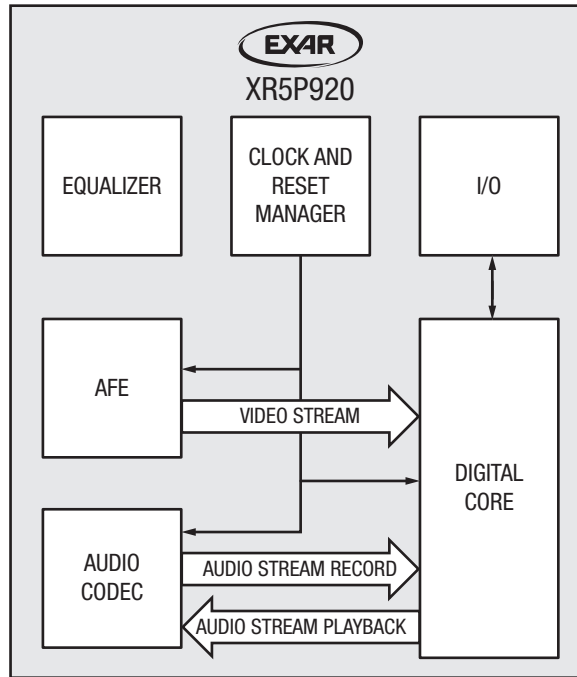 EXAR
XR5P920
EQUALIZER
CLOCK AND
RESET
MANAGER
I/O
AFE
VIDEO STREAM
DIGITAL
CORE
AUDIO
CODEC
AUDIO STREAM RECORD
AUDIO STREAM PLAYBACK